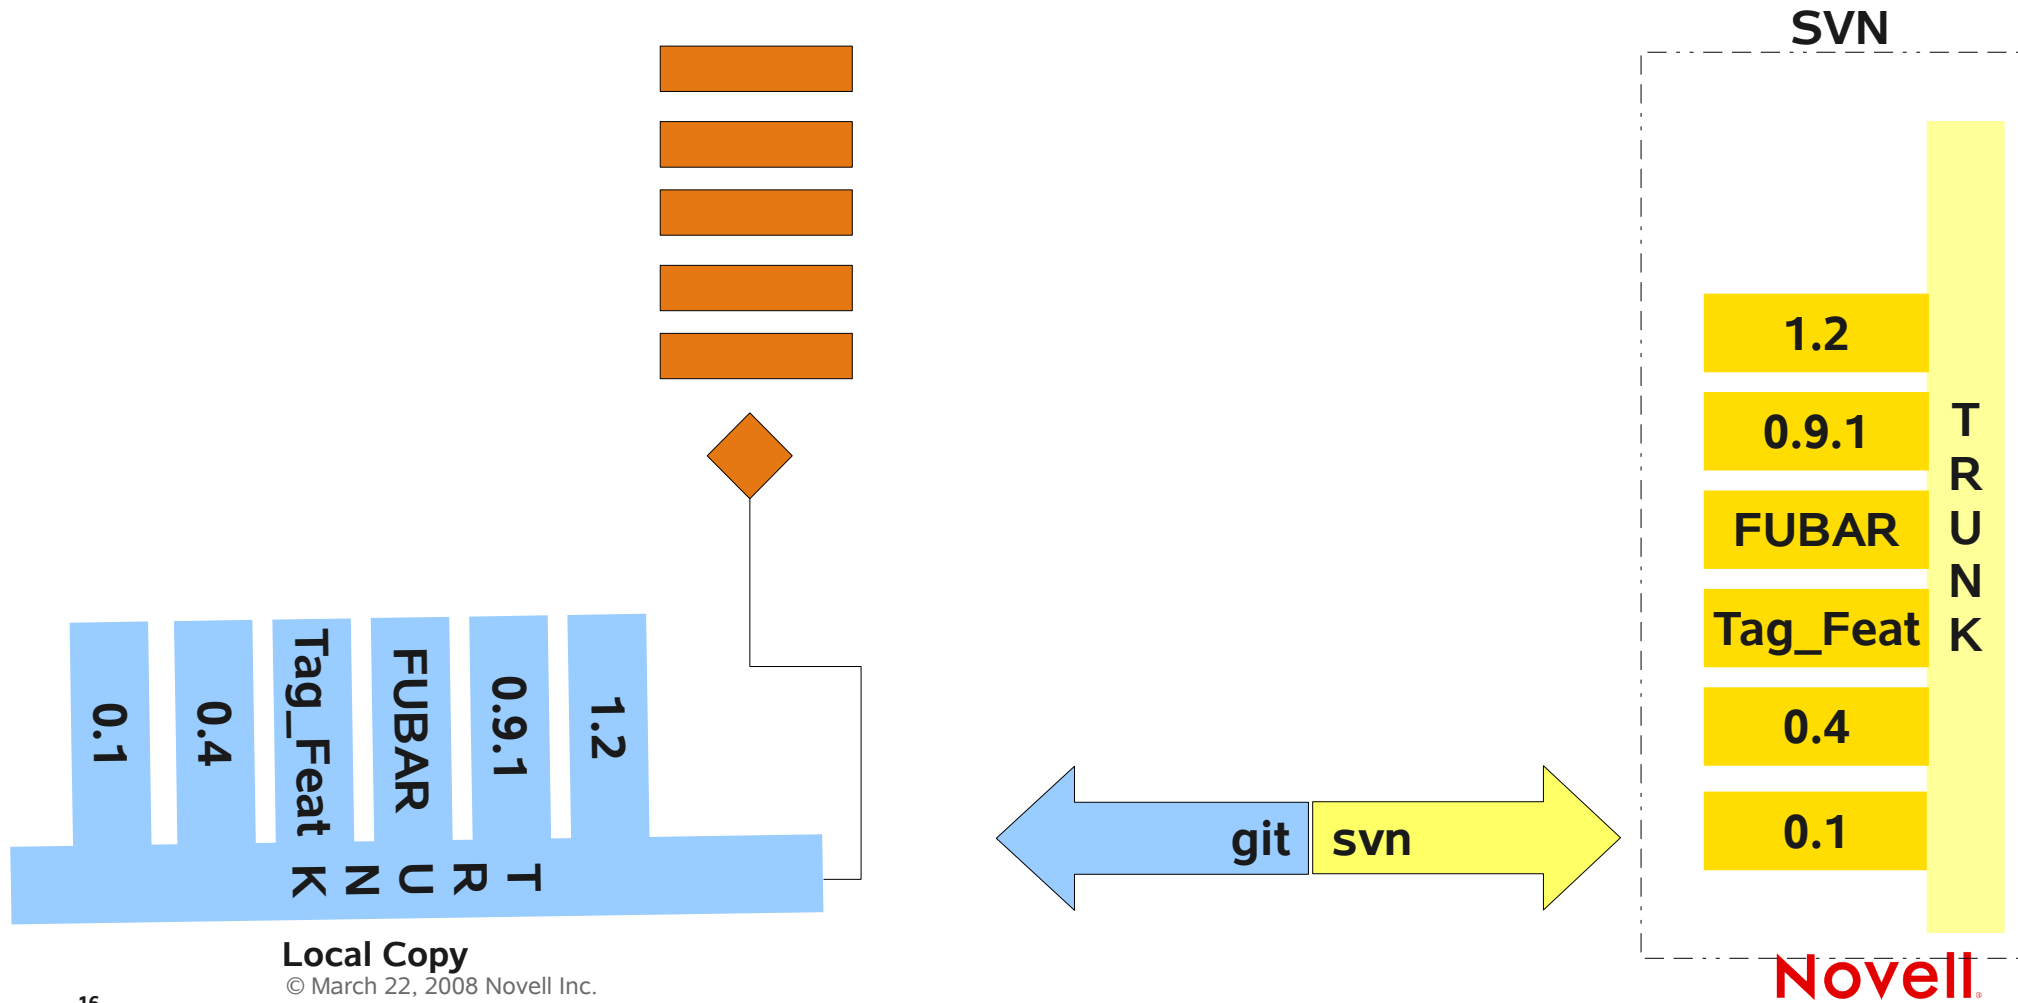 SVN
1.2
0.9.1
FUBAR
Tag_Feat
0.4
0.1
TRUNK
0.1
0.4
Tag_Feat
FUBAR
0.9.1
1.2
TRUNK
git
svn
Local Copy
© March 22, 2008 Novell Inc.
16
Novell